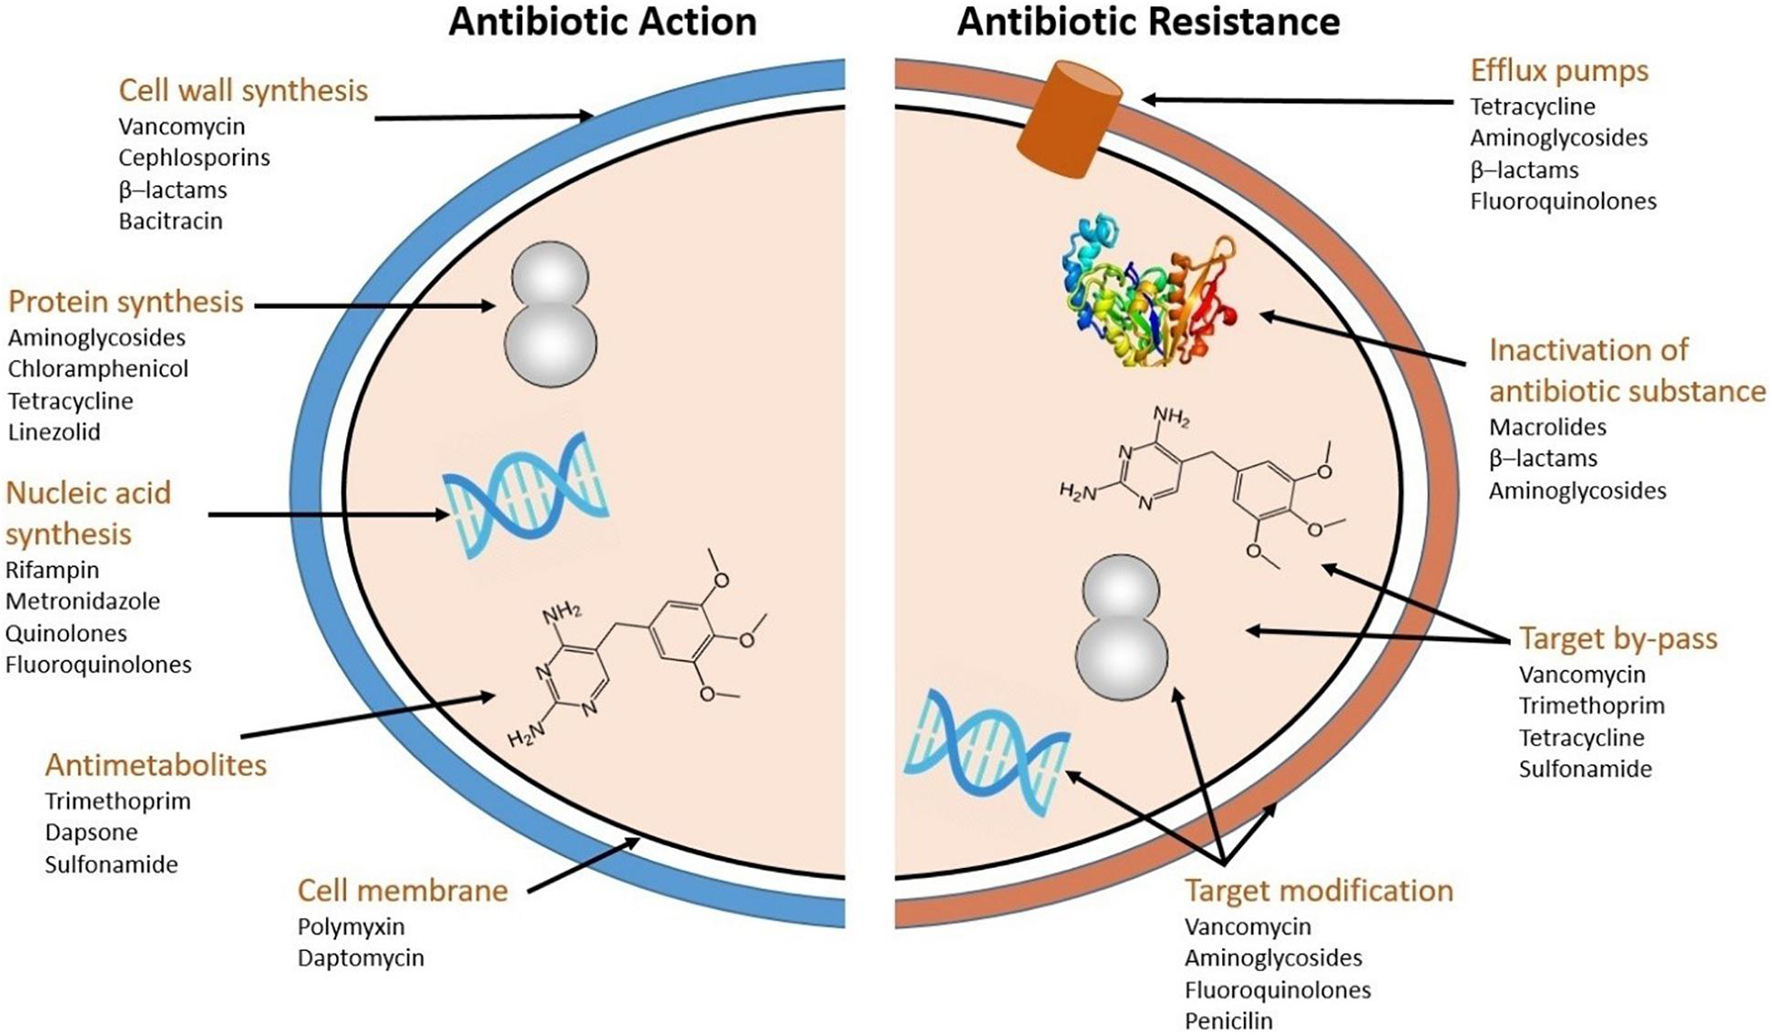 Antibiotic Action
Cell wall synthesis
Vancomycin
Cephlosporins
β–lactams
Bacitracin
Protein synthesis
Aminoglycosides
Chloramphenicol
Tetracycline
Linezolid
Nucleic acid
synthesis
Rifampin
Metronidazole
Quinolones
Fluoroquinolones
Antimetabolites
Trimethoprim
Dapsone
Sulfonamide
Cell membrane
Polymyxin
Daptomycin
NH₂
N
N
H₂N
O
O
O
Antibiotic Resistance
Efflux pumps
Tetracycline
Aminoglycosides
β–lactams
Fluoroquinolones
Inactivation of
antibiotic substance
Macrolides
β–lactams
Aminoglycosides
NH₂
N
H₂N
N
O
O
O
Target by-pass
Vancomycin
Trimethoprim
Tetracycline
Sulfonamide
Target modification
Vancomycin
Aminoglycosides
Fluoroquinolones
Penicilin